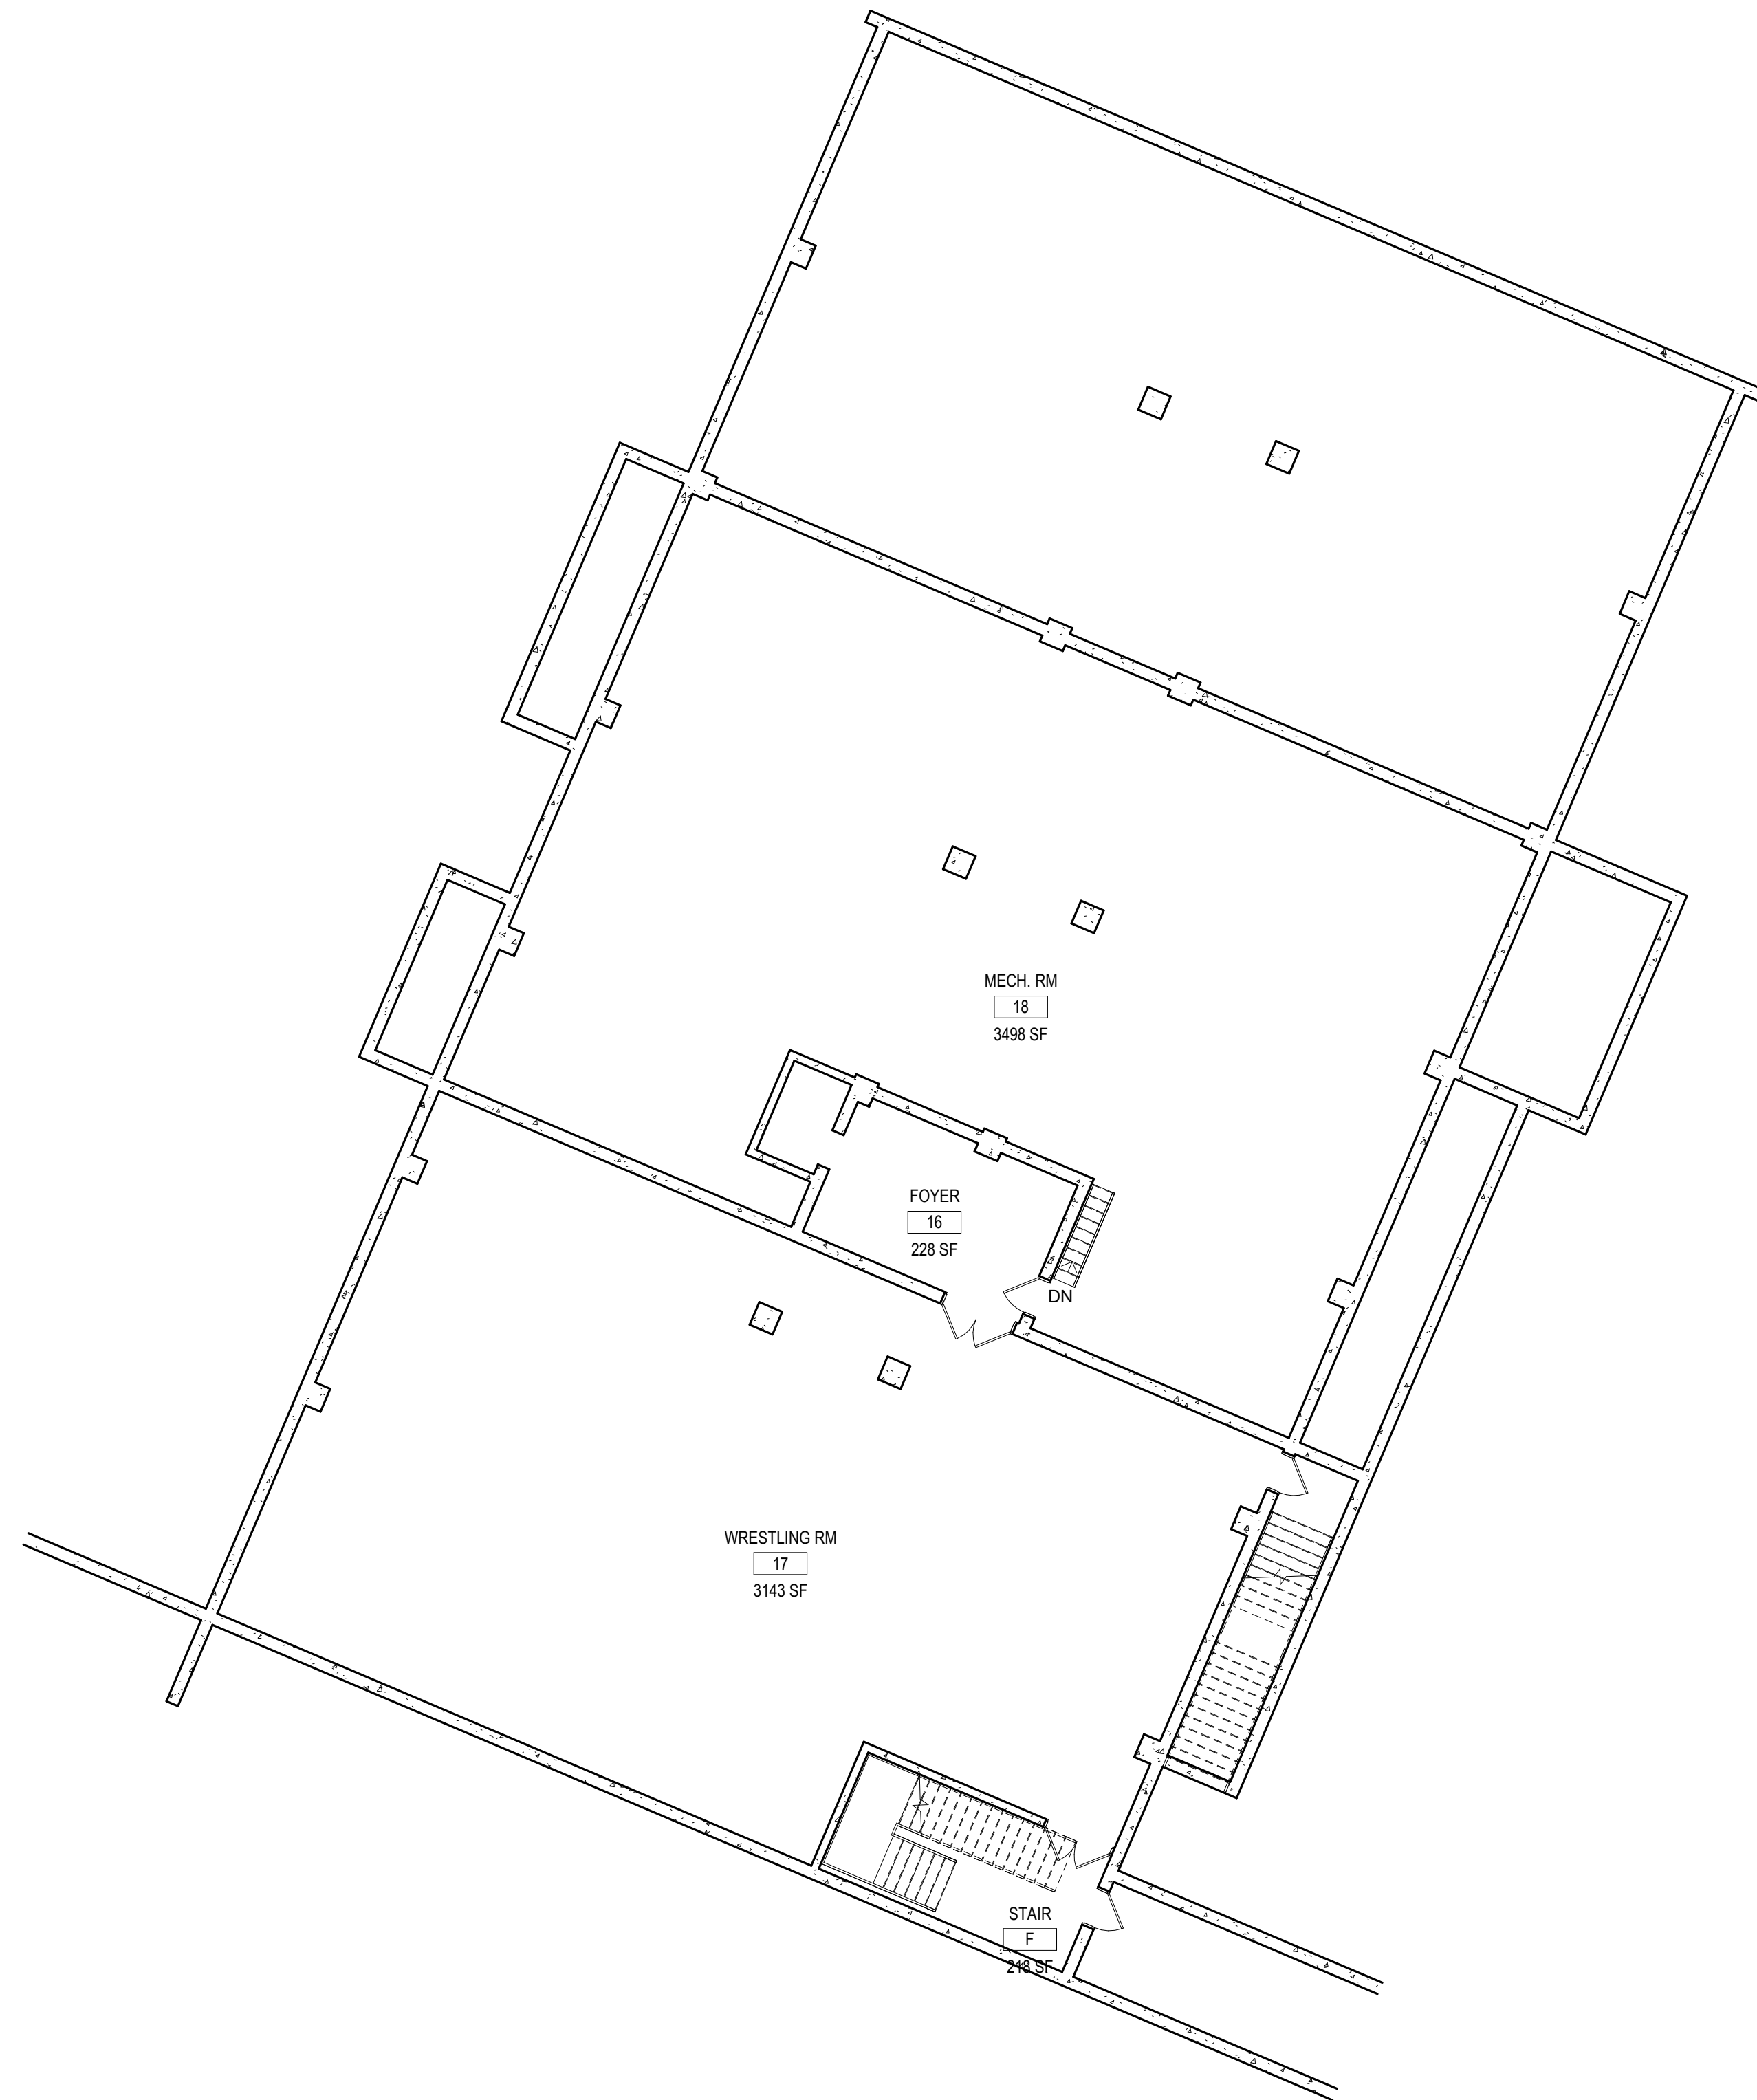 MECH. RM
18
3498 SF
FOYER
16
228 SF
DN
WRESTLING RM
17
3143 SF
STAIR
F
218 SF